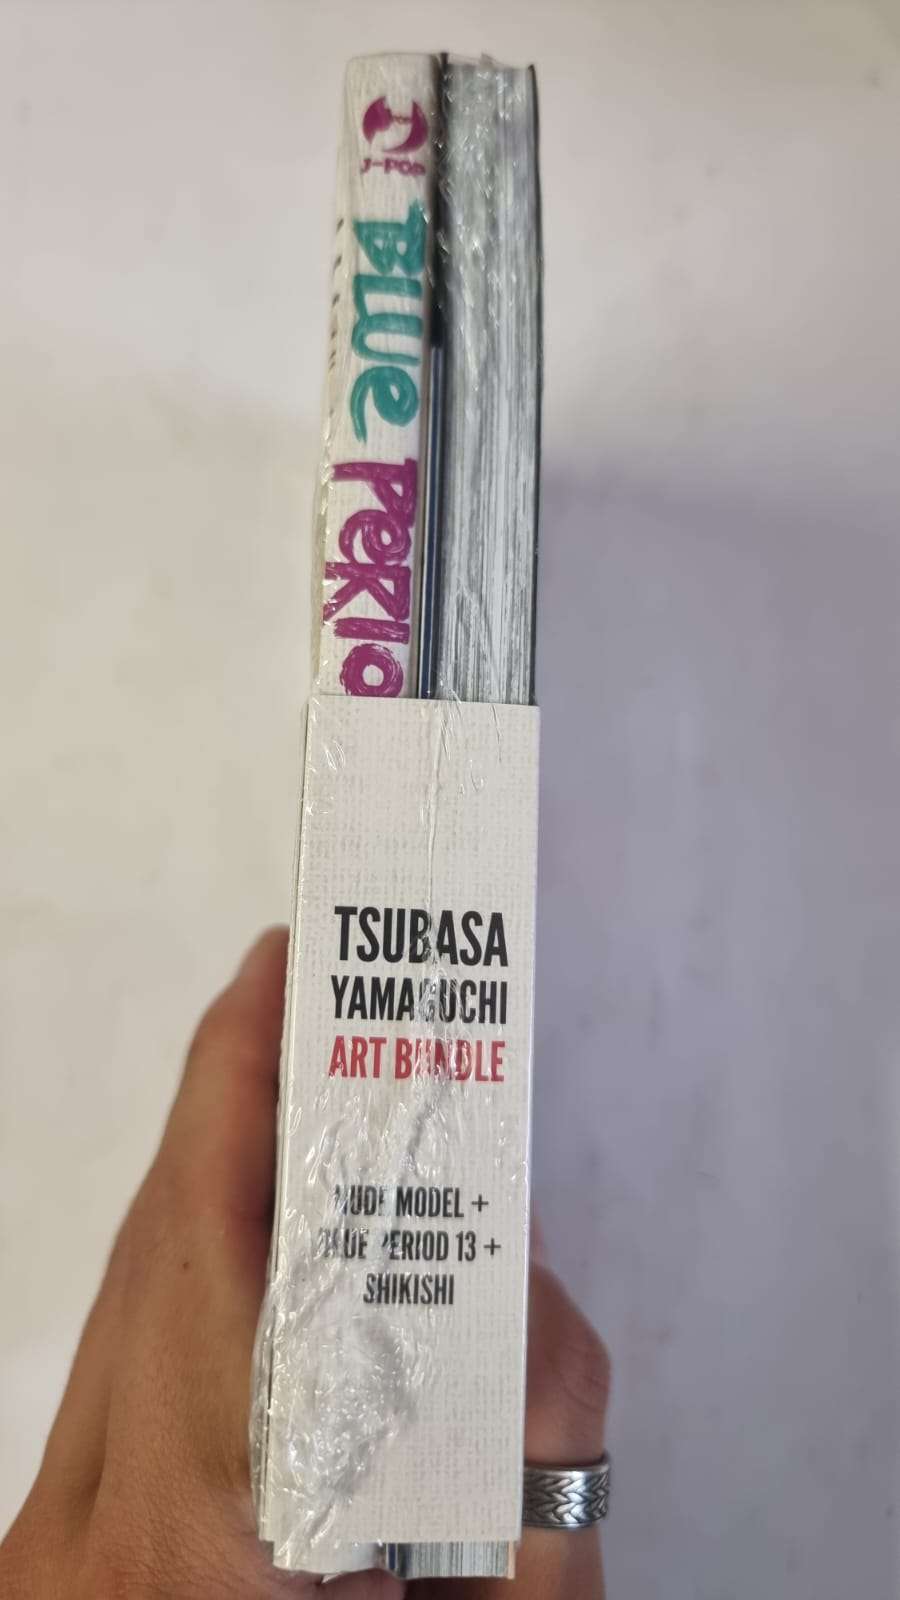 J-POP
BLUE PERIO
TSUBASA
YAMAGUCHI
ART BUNDLE
NUDE MODEL +
BLUE PERIOD 13 +
SHIKISHI